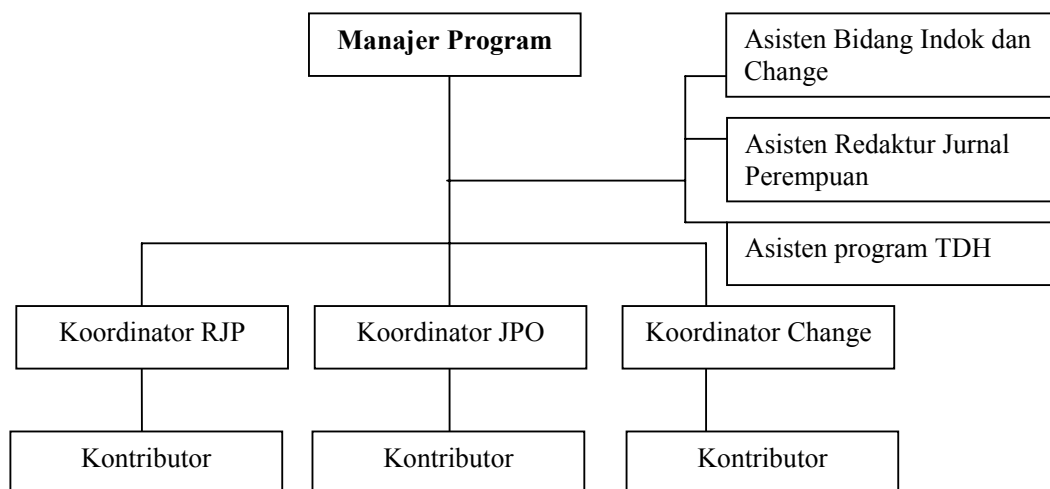 Manajer Program
Asisten Bidang Indok dan
Change
Asisten Redaktur Jurnal
Perempuan
Asisten program TDH
Koordinator RJP
Koordinator JPO
Koordinator Change
Kontributor
Kontributor
Kontributor